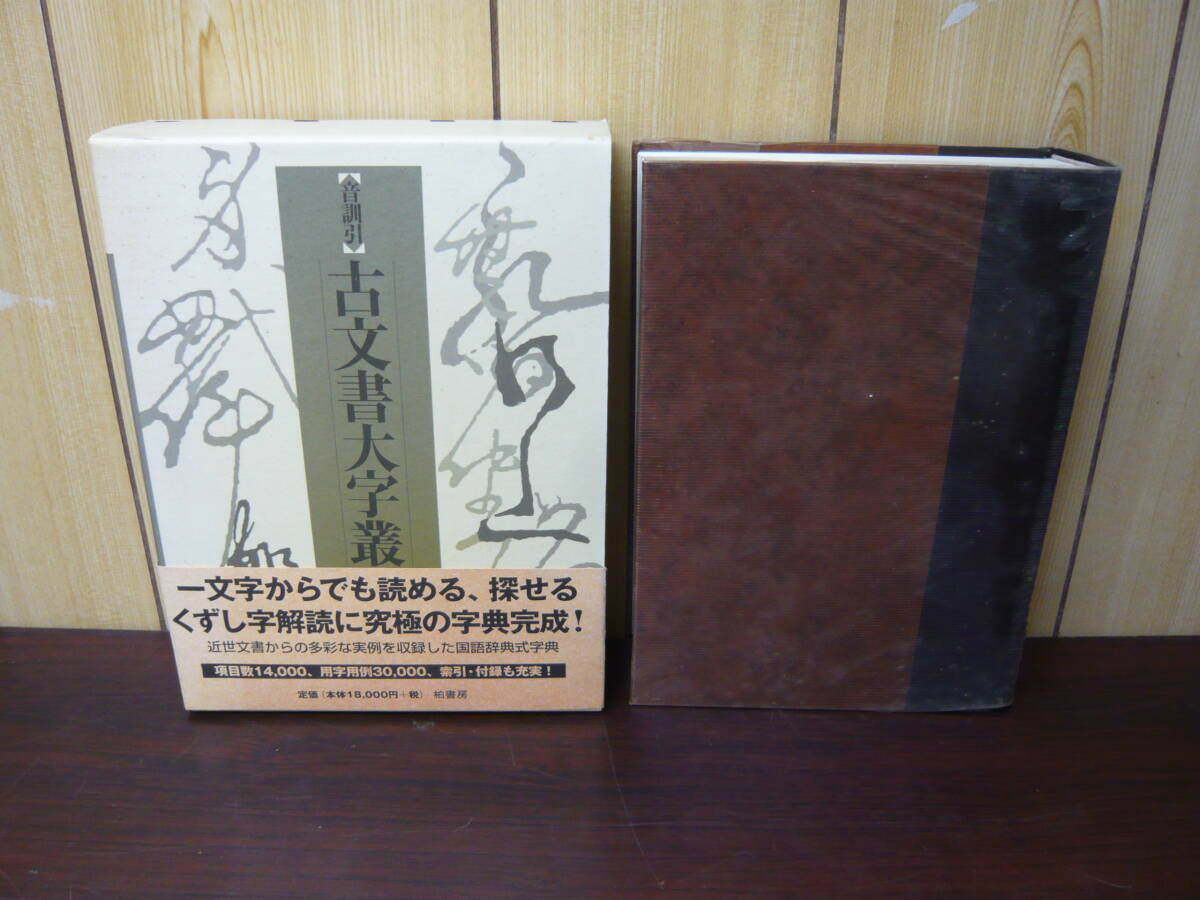 【音訓引】
古文書大字叢
一文字からでも読める、探せる
くずし字解読に究極の字典完成！
近世文書からの多彩な実例を収録した国語辞典式字典
項目数14,000、用字用例30,000、索引・付録も充実！
定価（本体18,000円＋税） 柏書房